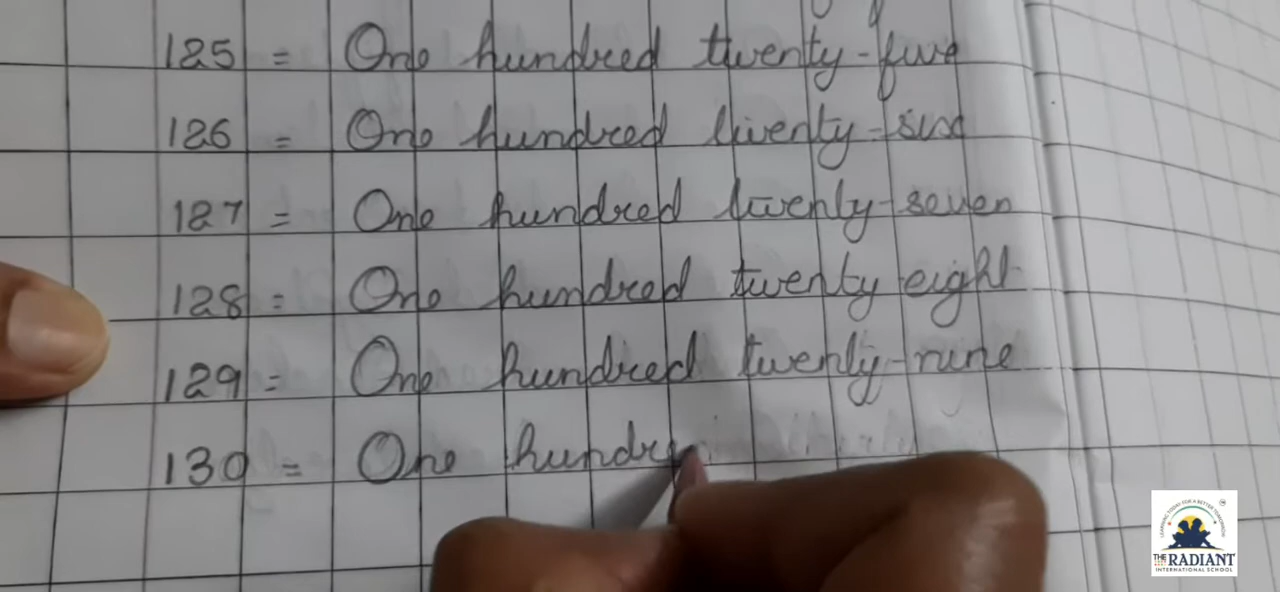 125 = One hundred twenty-five
126 = One hundred twenty-six
127 = One hundred twenty-seven
128 = One hundred twenty eight
129 = One hundred twenty-nine
130 = One hundre
THE RADIANT
INTERNATIONAL SCHOOL